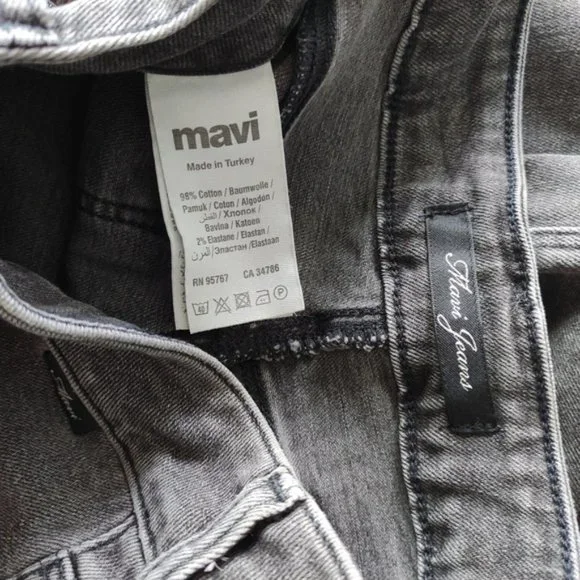 mavi
Made in Turkey
98% Cotton / Baumwolle /
Pamuk / Coton / Algodon /
القطن / Хлопок /
Bavlna / Katoen
2% Elastane / Elastan /
المرن / Эластан / Elastaan
RN 95767 CA 34786
40
P
Mavi Jeans